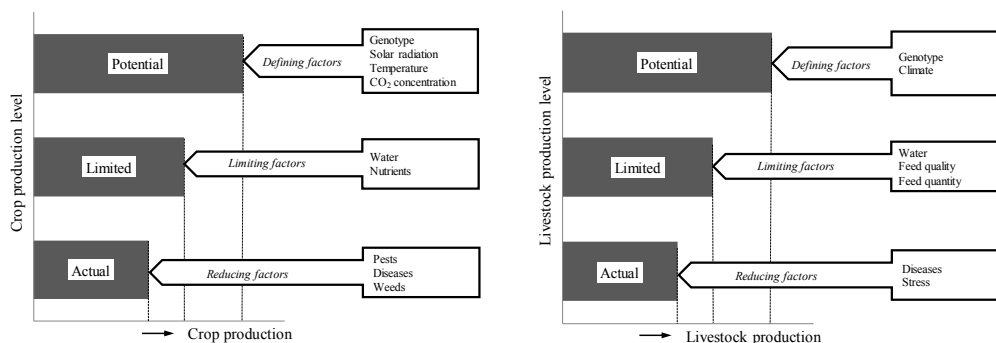 Crop production level
Potential
Defining factors
Genotype
Solar radiation
Temperature
CO₂ concentration
Limited
Limiting factors
Water
Nutrients
Actual
Reducing factors
Pests
Diseases
Weeds
Crop production
Livestock production level
Potential
Defining factors
Genotype
Climate
Limited
Limiting factors
Water
Feed quality
Feed quantity
Actual
Reducing factors
Diseases
Stress
Livestock production